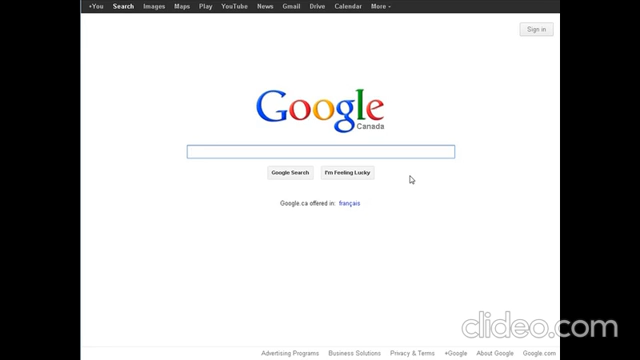 +You Search Images Maps Play YouTube News Gmail Drive Calendar More
Sign in
Google
Canada
Google Search I'm Feeling Lucky
Google.ca offered in: français
clideo.com
Advertising Programs Business Solutions Privacy & Terms +Google About Google Google.com